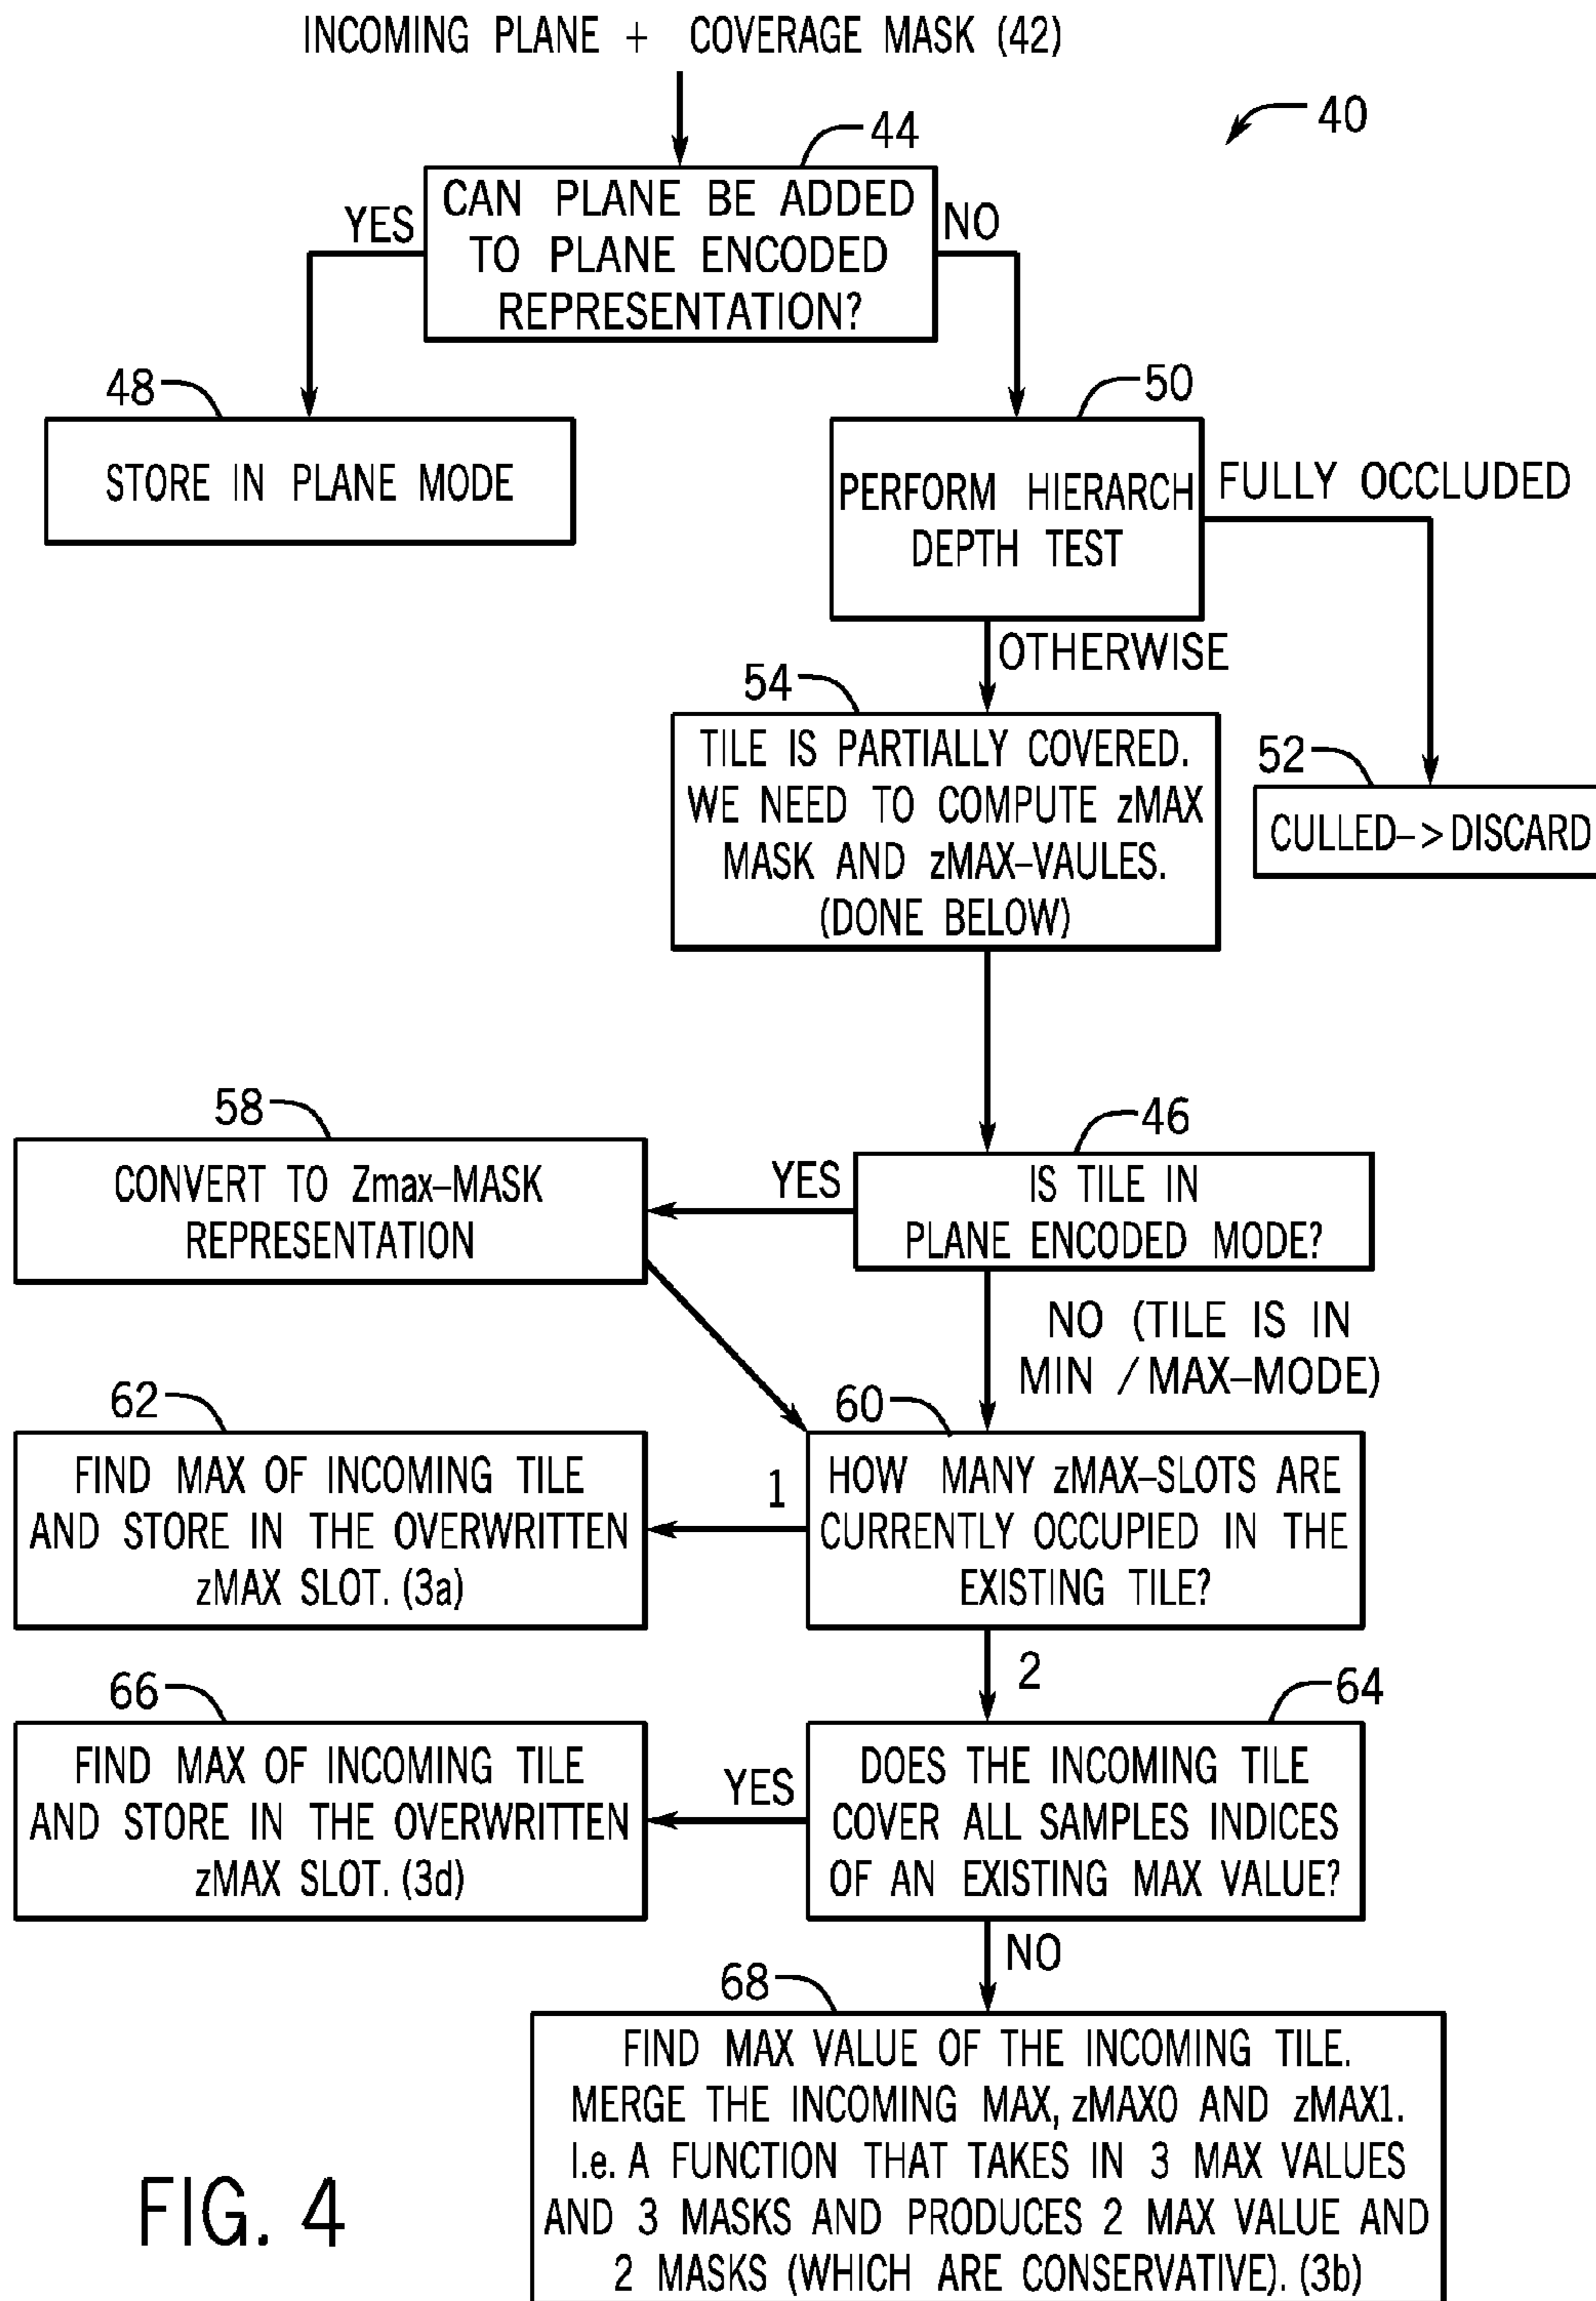 INCOMING PLANE + COVERAGE MASK (42)
40
44
CAN PLANE BE ADDED
TO PLANE ENCODED
REPRESENTATION?
YES
NO
48
STORE IN PLANE MODE
50
PERFORM HIERARCH
DEPTH TEST
FULLY OCCLUDED
OTHERWISE
52
CULLED->DISCARD
54
TILE IS PARTIALLY COVERED.
WE NEED TO COMPUTE zMAX
MASK AND zMAX-VAULES.
(DONE BELOW)
46
IS TILE IN
PLANE ENCODED MODE?
YES
58
CONVERT TO Zmax-MASK
REPRESENTATION
NO (TILE IS IN
MIN /MAX-MODE)
60
HOW MANY zMAX-SLOTS ARE
CURRENTLY OCCUPIED IN THE
EXISTING TILE?
1
62
FIND MAX OF INCOMING TILE
AND STORE IN THE OVERWRITTEN
zMAX SLOT. (3a)
2
64
DOES THE INCOMING TILE
COVER ALL SAMPLES INDICES
OF AN EXISTING MAX VALUE?
YES
66
FIND MAX OF INCOMING TILE
AND STORE IN THE OVERWRITTEN
zMAX SLOT. (3d)
NO
68
FIND MAX VALUE OF THE INCOMING TILE.
MERGE THE INCOMING MAX, zMAX0 AND zMAX1.
I.e. A FUNCTION THAT TAKES IN 3 MAX VALUES
AND 3 MASKS AND PRODUCES 2 MAX VALUE AND
2 MASKS (WHICH ARE CONSERVATIVE). (3b)
FIG. 4